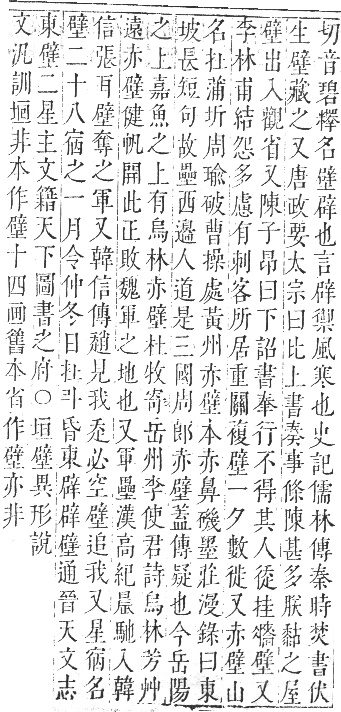 切音碧釋名壁辟也言辟禦風寒也史記儒林傳秦時焚書伏
生壁藏之又唐政要太宗曰比上書奏事條陳甚多朕黏之屋
壁出入觀省又陳子昂曰下詔書奉行不得其人從挂牆壁又
李林甫結怨多慮有刺客所居重關複壁一夕數徙又赤壁山
名在蒲圻周瑜破曹操處黃州赤壁本赤鼻磯墨莊漫錄曰東
坡長短句故壘西邊人道是三國周郎赤壁蓋傳疑也今岳陽
之上嘉魚之上有烏林赤壁杜牧寄岳州李使君詩烏林芳艸
遠赤壁健帆開此正敗魏軍之地也又軍壘漢高紀晨馳入韓
信張耳壁奪之軍又韓信傳趙見我走必空壁追我又星宿名
壁二十八宿之一月令仲冬日在斗昏東辟辟壁通晉天文志
東壁二星主文籍天下圖書之府○垣壁異形說
文汎訓垣非本作壁十四画舊本省作壁亦非